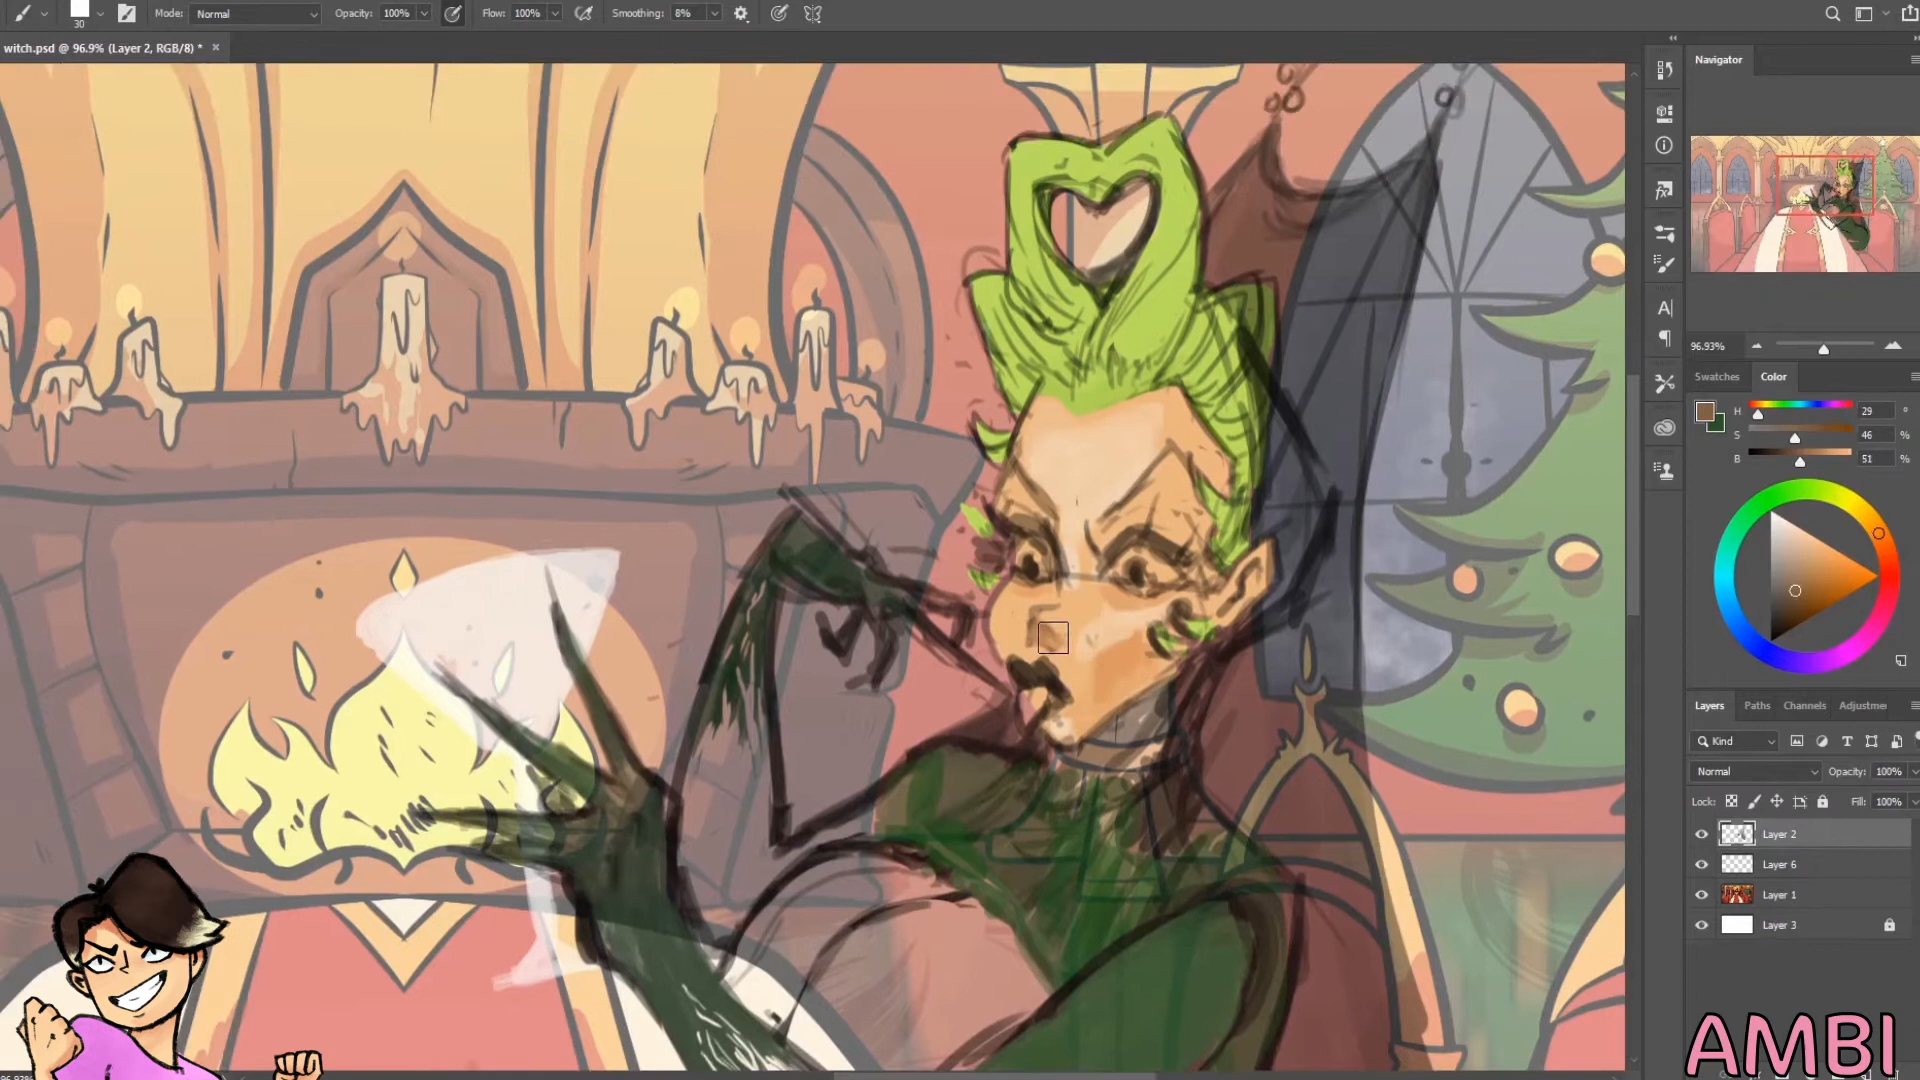 Mode: Normal Opacity: 100% Flow: 100% Smoothing: 8%
30
witch.psd @ 96.9% (Layer 2, RGB/8) * ×
Navigator
96.93%
Swatches Color
H 29 °
S 46 %
B 51 %
Layers Paths Channels Adjustmer
Kind
Normal Opacity: 100%
Lock: Fill: 100%
Layer 2
Layer 6
Layer 1
Layer 3
AMBI